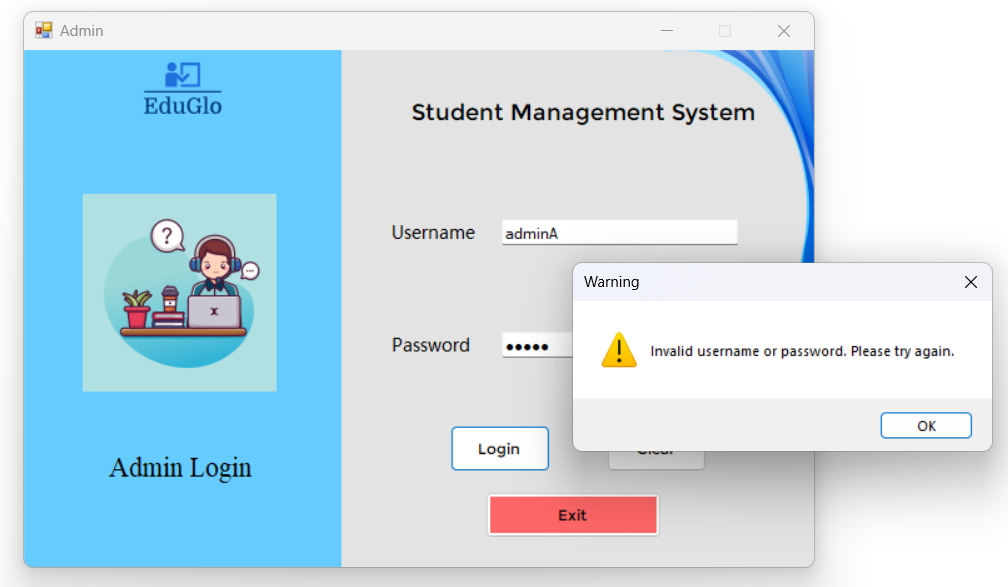 Admin
EduGlo
Student Management System
?
Username
adminA
Warning
Password
•••••
Invalid username or password. Please try again.
OK
x
Login
Clear
Admin Login
Exit